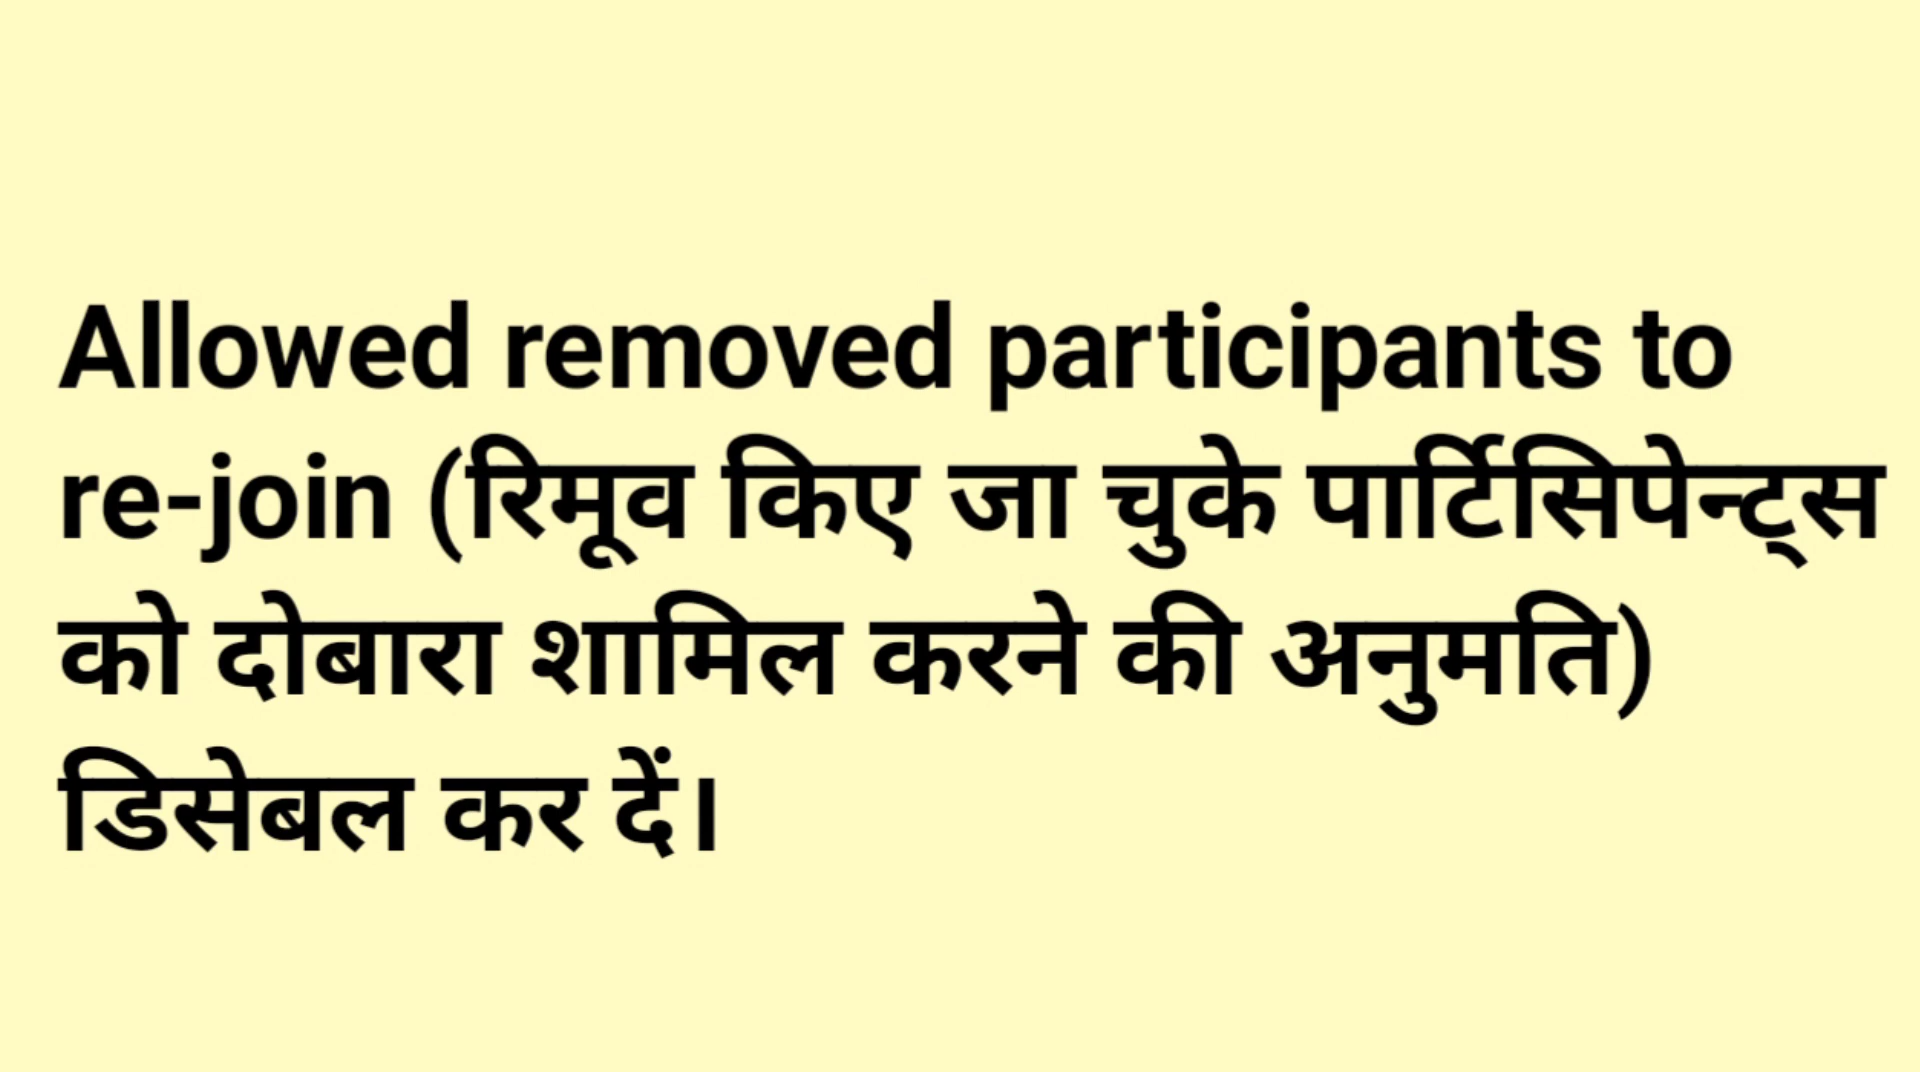 Allowed removed participants to
re-join (रिमूव किए जा चुके पार्टिसिपेन्ट्स
को दोबारा शामिल करने की अनुमति)
डिसेबल कर दें।